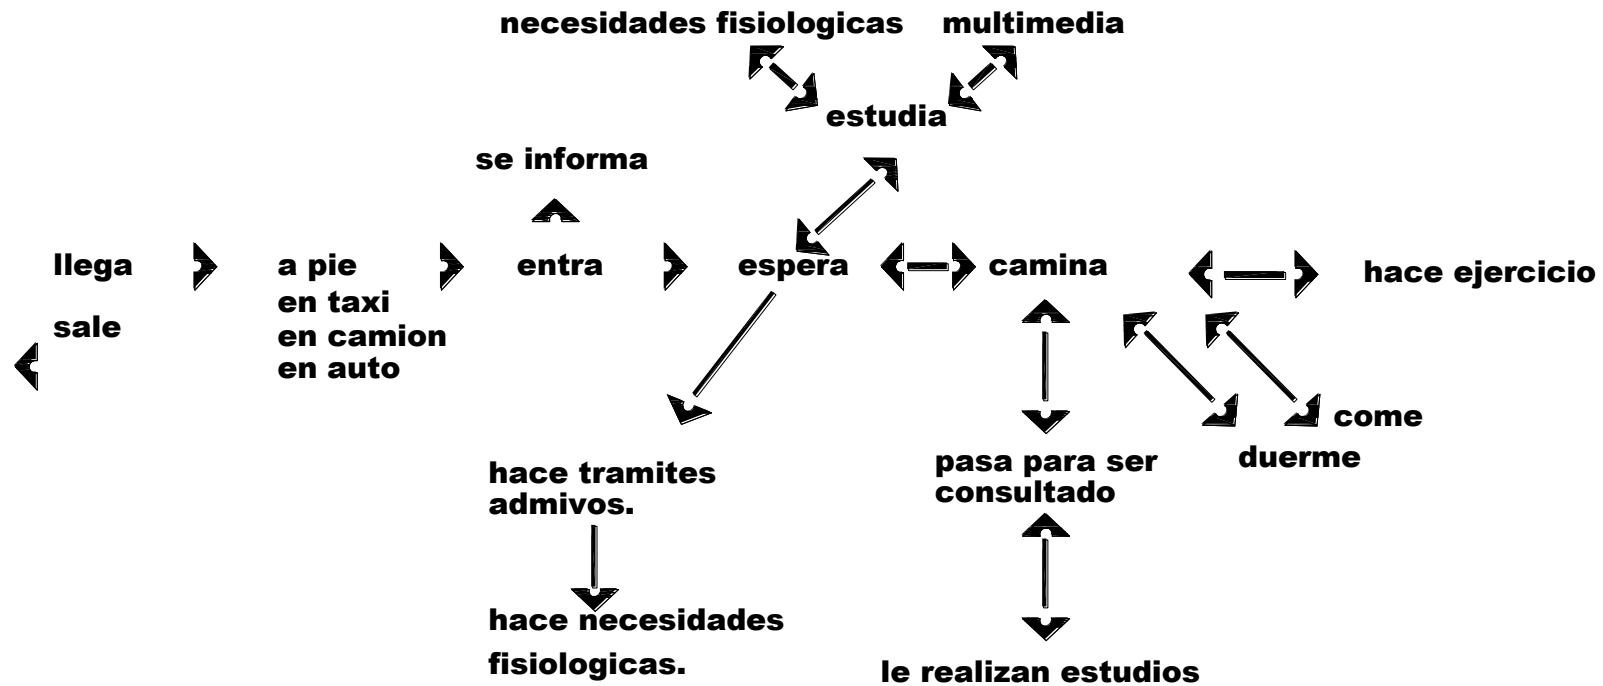 necesidades fisiologicas
multimedia
estudia
se informa
llega
a pie
entra
espera
camina
hace ejercicio
en taxi
sale
en camion
en auto
come
duerme
pasa para ser
consultado
hace tramites
admivos.
hace necesidades
fisiologicas.
le realizan estudios